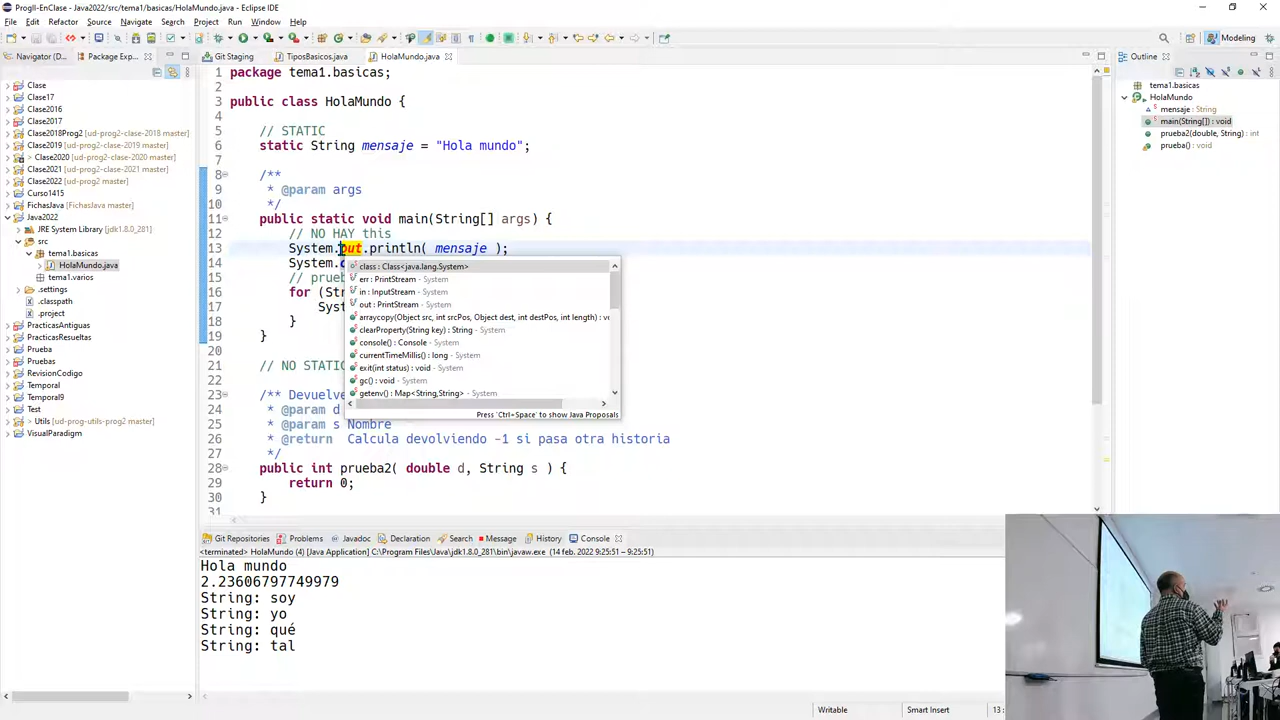 ProgII-EnClase - Java2022/src/tema1/basicas/HolaMundo.java - Eclipse IDE
File Edit Refactor Source Navigate Search Project Run Window Help
Modeling
Navigator (D... Package Exp...
Git Staging TiposBasicos.java HolaMundo.java
Outline
Clase
Clase17
Clase2016
Clase2017
Clase2018Prog2 [ud-prog2-clase-2018 master]
Clase2019 [ud-prog2-clase-2019 master]
> Clase2020 [ud-prog2-clase-2020 master]
Clase2021 [ud-prog2-clase-2021 master]
Clase2022 [ud-prog2 master]
Curso1415
FichasJava [FichasJava master]
Java2022
JRE System Library [jdk1.8.0_281]
src
tema1.basicas
HolaMundo.java
tema1.varios
.settings
.classpath
.project
PracticasAntiguas
PracticasResueltas
Prueba
Pruebas
RevisionCodigo
Temporal
Temporal9
Test
> Utils [ud-prog-utils-prog2 master]
VisualParadigm
1 package tema1.basicas;
2
3 public class HolaMundo {
4
5 // STATIC
6 static String mensaje = "Hola mundo";
7
8 /**
9 * @param args
10 */
11 public static void main(String[] args) {
12 // NO HAY this
13 System.out.println( mensaje );
14 System.
15 // prue
16 for (Str
17 Syst
18 }
19 }
20
21 // NO STATIC
22
23 /** Devuelve
24 * @param d
25 * @param s Nombre
26 * @return Calcula devolviendo -1 si pasa otra historia
27 */
28 public int prueba2( double d, String s ) {
29 return 0;
30 }
31
class : Class<java.lang.System>
err : PrintStream - System
in : InputStream - System
out : PrintStream - System
arraycopy(Object src, int srcPos, Object dest, int destPos, int length) : vo
clearProperty(String key) : String - System
console() : Console - System
currentTimeMillis() : long - System
exit(int status) : void - System
gc() : void - System
getenv() : Map<String,String> - System
Press 'Ctrl+Space' to show Java Proposals
tema1.basicas
HolaMundo
mensaje : String
main(String[]) : void
prueba2(double, String) : int
prueba() : void
Git Repositories Problems Javadoc Declaration Search Message History Console
<terminated> HolaMundo (4) [Java Application] C:\Program Files\Java\jdk1.8.0_281\bin\javaw.exe (14 feb. 2022 9:25:51 – 9:25:51)
Hola mundo
2.23606797749979
String: soy
String: yo
String: qué
String: tal
Writable Smart Insert 13 :